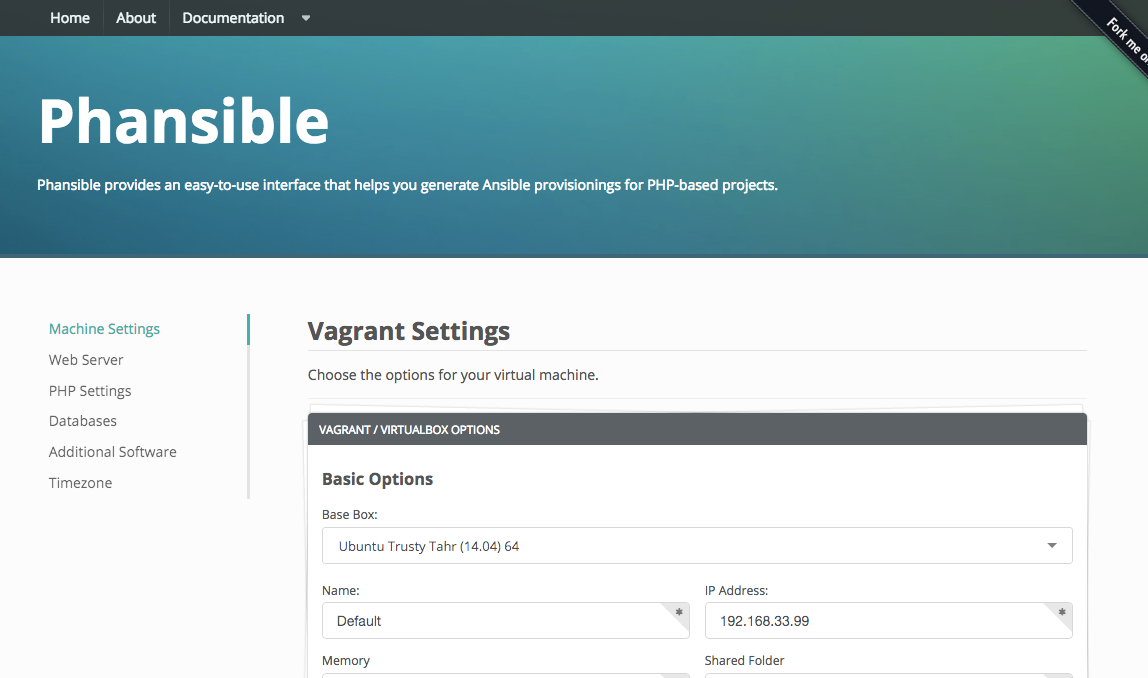 Home About Documentation
Fork me o
Phansible
Phansible provides an easy-to-use interface that helps you generate Ansible provisionings for PHP-based projects.
Machine Settings
Web Server
PHP Settings
Databases
Additional Software
Timezone
Vagrant Settings
Choose the options for your virtual machine.
VAGRANT / VIRTUALBOX OPTIONS
Basic Options
Base Box:
Ubuntu Trusty Tahr (14.04) 64
Name: IP Address:
Default * 192.168.33.99 *
Memory Shared Folder